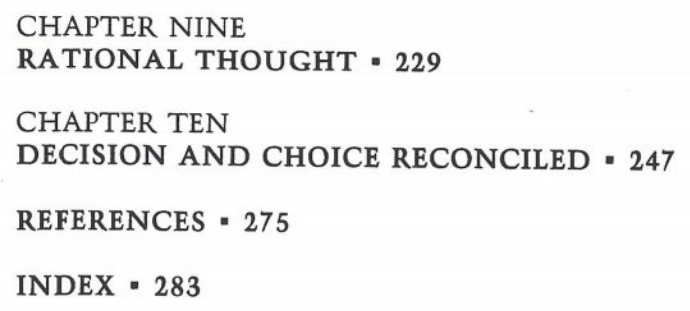 CHAPTER NINE
RATIONAL THOUGHT ▪ 229
CHAPTER TEN
DECISION AND CHOICE RECONCILED ▪ 247
REFERENCES ▪ 275
INDEX ▪ 283